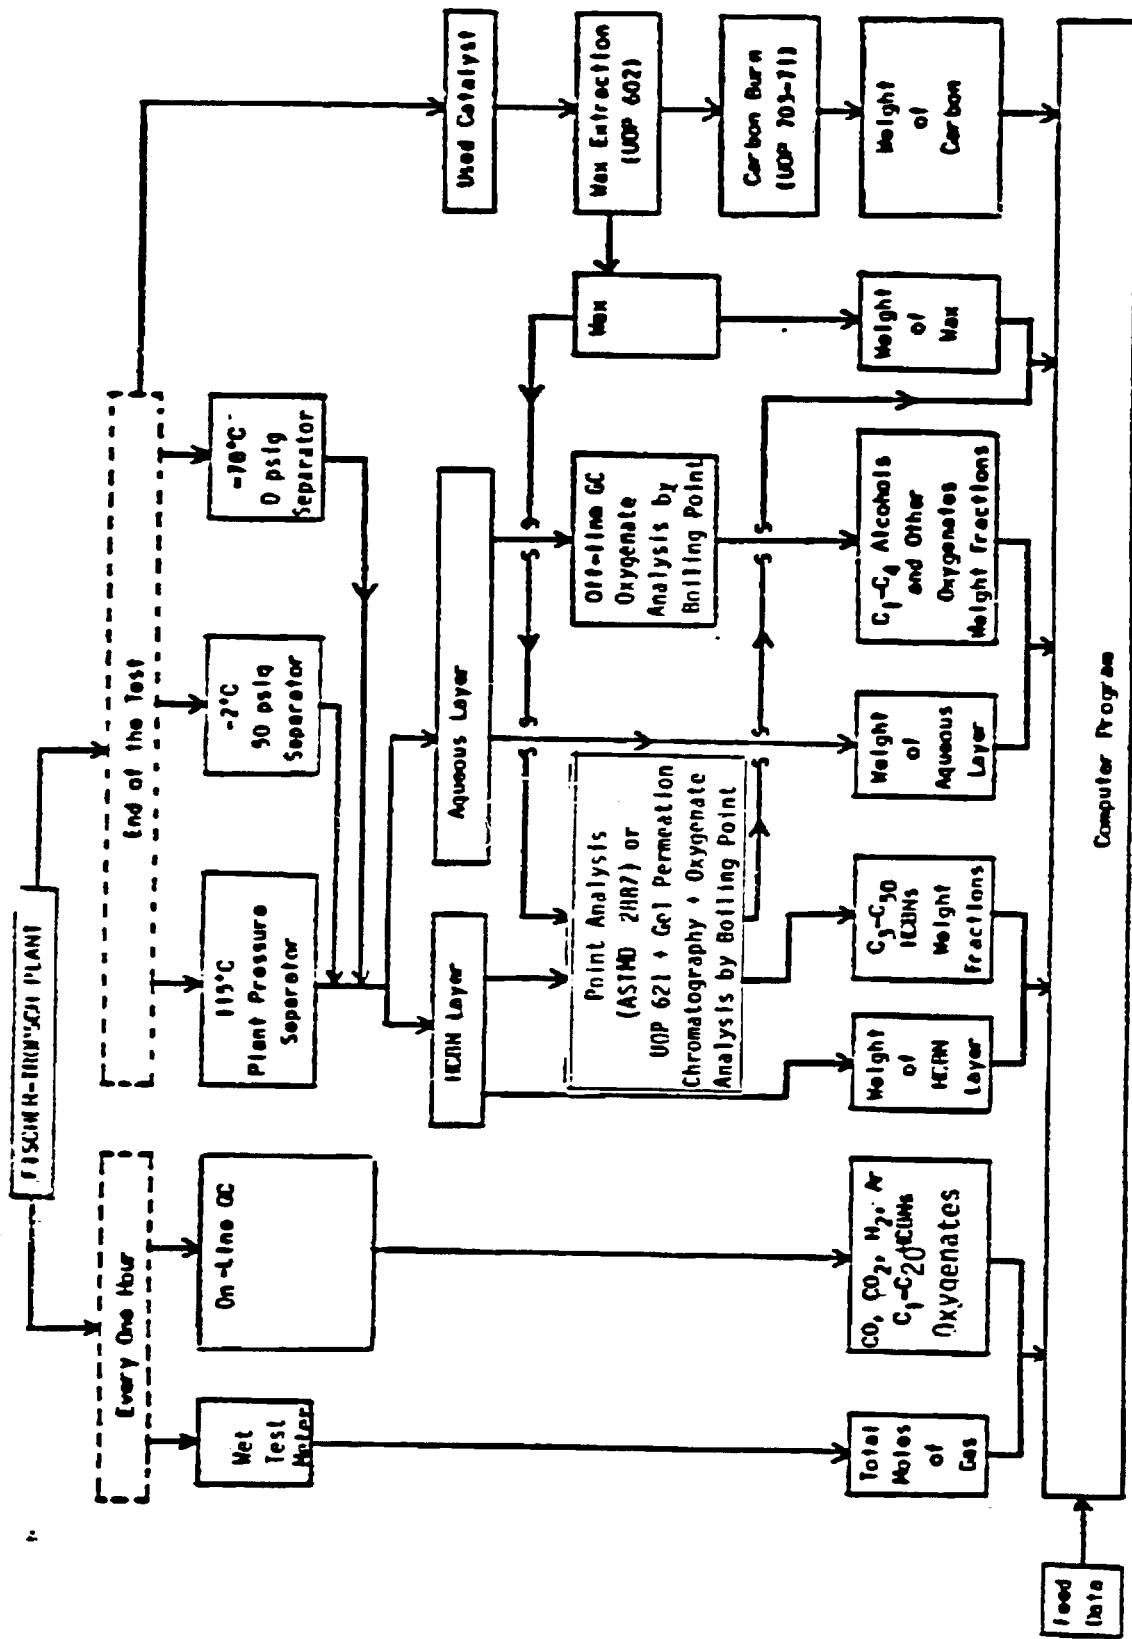 FISCHER-TROPSCH PLANT
Every One Hour
End of the Test
Wet
Test
Meter
On-Line GC
115°C
Plant Pressure
Separator
-2°C
50 psig
Separator
-78°C
0 psig
Separator
Used Catalyst
HCBN Layer
Aqueous Layer
Wax Extraction
(UOP 602)
Point Analysis
(ASTMD 2887) or
UOP 621 + Gel Permeation
Chromatography + Oxygenate
Analysis by Boiling Point
Off-Line GC
Oxygenate
Analysis by
Boiling Point
Wax
Carbon Burn
(UOP 703-71)
Total
Moles
of
Gas
CO, CO2, H2, Ar
C1-C20 HCBNs
Oxygenates
Weight
of
HCBN
Layer
C5-C50
HCBNs
Weight
Fractions
Weight
of
Aqueous
Layer
C1-C4 Alcohols
and Other
Oxygenates
Weight Fractions
Weight
of
Wax
Weight
of
Carbon
Feed
Data
Computer Program